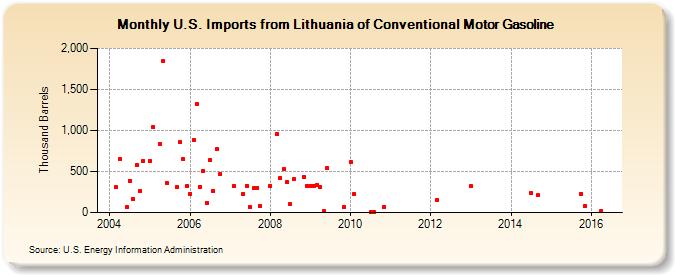 Monthly U.S. Imports from Lithuania of Conventional Motor Gasoline
Thousand Barrels
2,000
1,500
1,000
500
0
2004 2006 2008 2010 2012 2014 2016
Source: U.S. Energy Information Administration